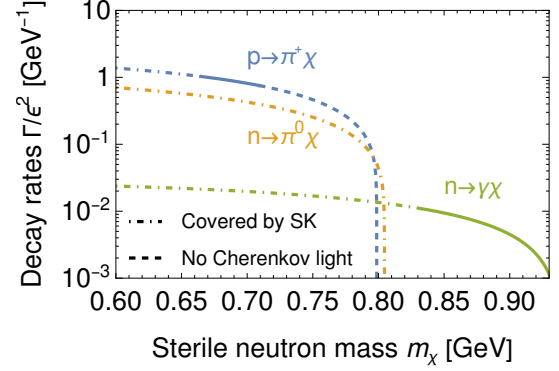 Decay rates Γ/ϵ² [GeV⁻¹]
10
1
10⁻¹
10⁻²
10⁻³
p→π⁺χ
n→π⁰χ
n→γχ
Covered by SK
No Cherenkov light
0.60 0.65 0.70 0.75 0.80 0.85 0.90
Sterile neutron mass mχ [GeV]